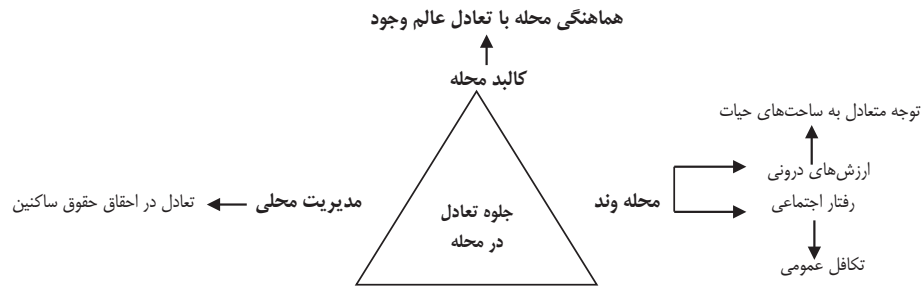 هماهنگی محله با تعادل عالم وجود
کالبد محله
توجه متعادل به ساحت‌های حیات
ارزش‌های درونی
محله وند
رفتار اجتماعی
تکافل عمومی
جلوه تعادل
در محله
مدیریت محلی
تعادل در احقاق حقوق ساکنین